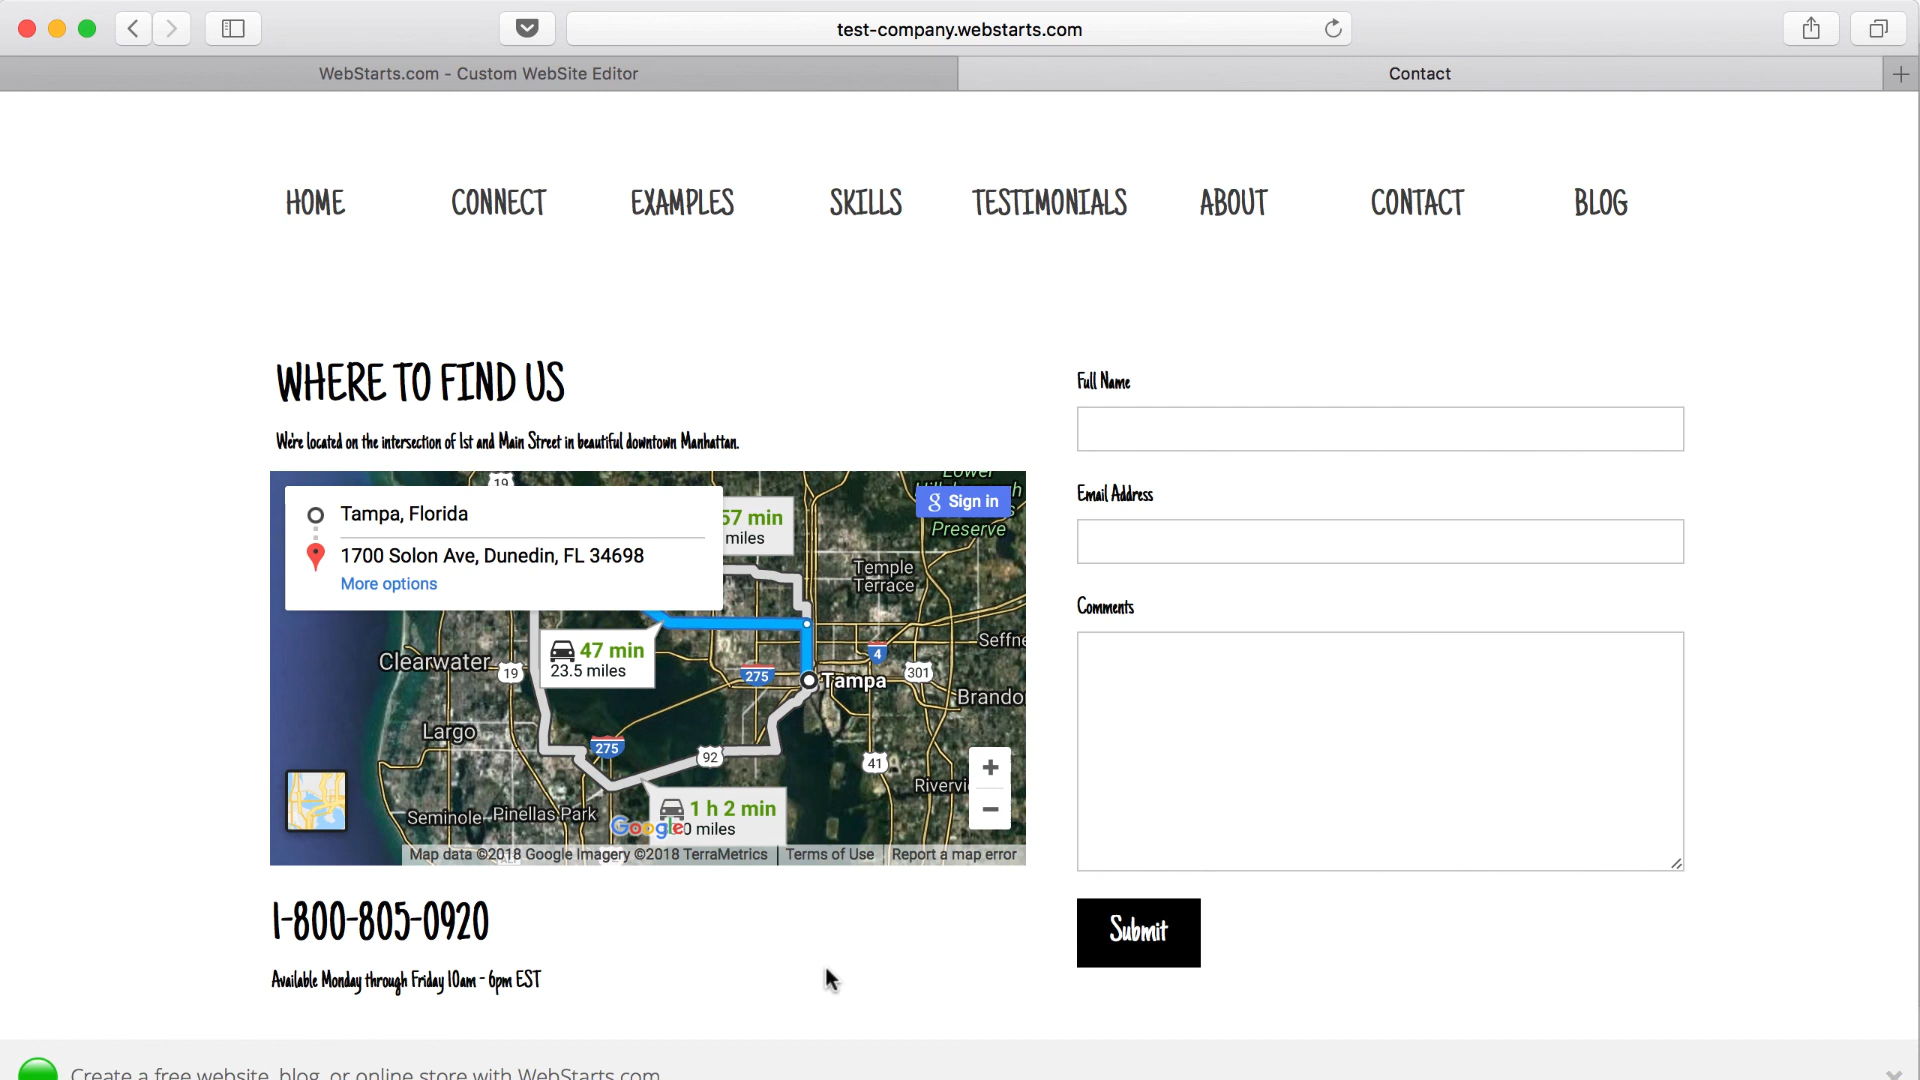 test-company.webstarts.com
WebStarts.com - Custom WebSite Editor
Contact
HOME CONNECT EXAMPLES SKILLS TESTIMONIALS ABOUT CONTACT BLOG
WHERE TO FIND US
We're located on the intersection of 1st and Main Street in beautiful downtown Manhattan.
19
Tampa, Florida
1700 Solon Ave, Dunedin, FL 34698
More options
57 min
miles
Sign in
Preserve
Temple
Terrace
47 min
23.5 miles
Clearwater
19
275
4
301
Tampa
Largo
275
92
41
1 h 2 min
0 miles
Seminole
Pinellas Park
Google
Map data ©2018 Google Imagery ©2018 TerraMetrics
Terms of Use
Report a map error
1-800-805-0920
Available Monday through Friday 10am - 6pm EST
Full Name
Email Address
Comments
Submit
Create a free website, blog, or online store with WebStarts.com